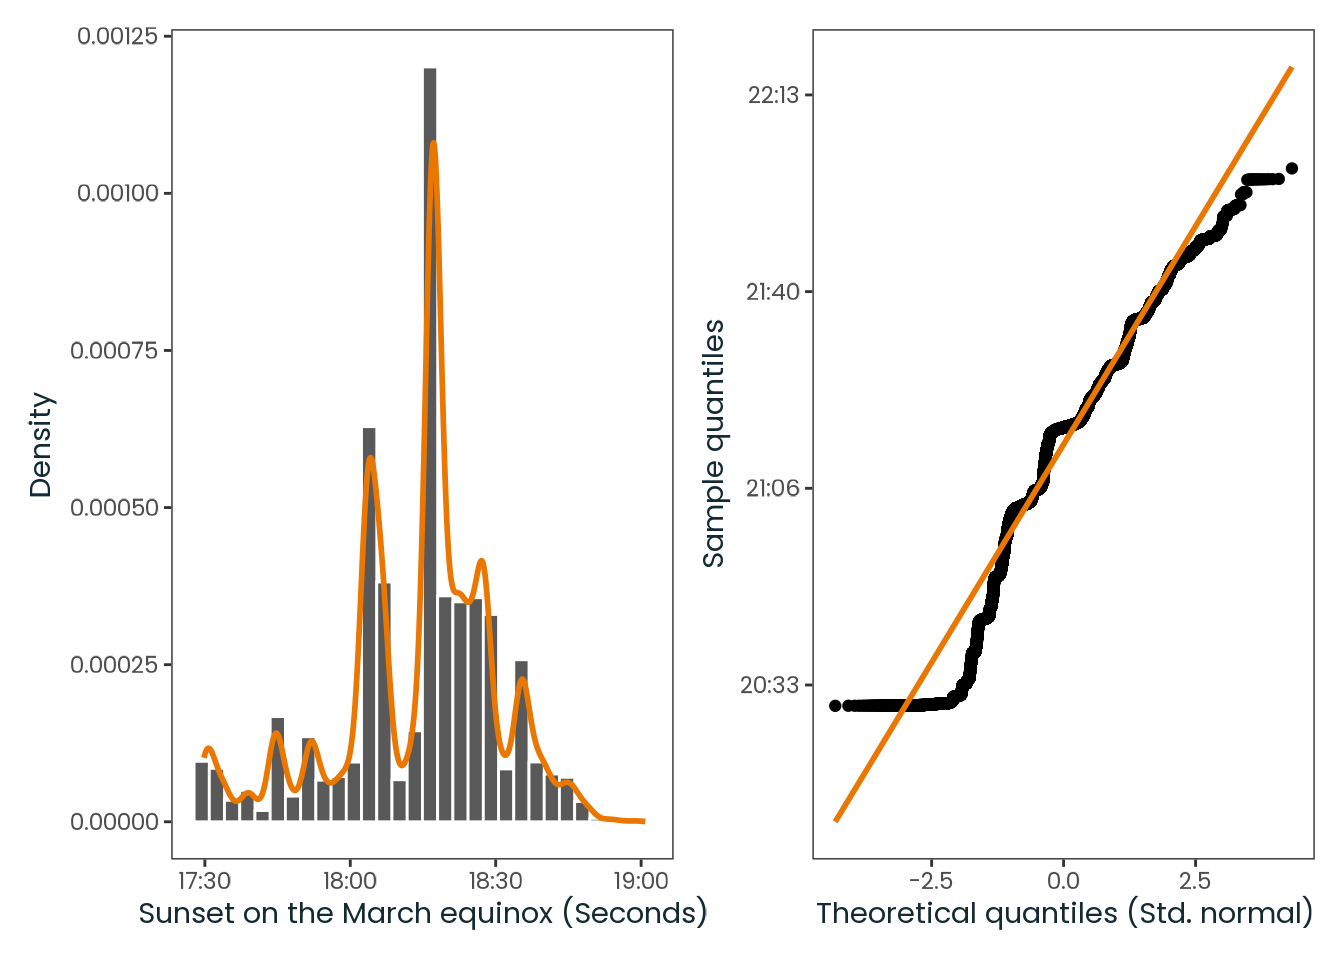 0.00125
0.00100
0.00075
0.00050
0.00025
0.00000
Density
17:30 18:00 18:30 19:00
Sunset on the March equinox (Seconds)
22:13
21:40
21:06
20:33
Sample quantiles
−2.5 0.0 2.5
Theoretical quantiles (Std. normal)